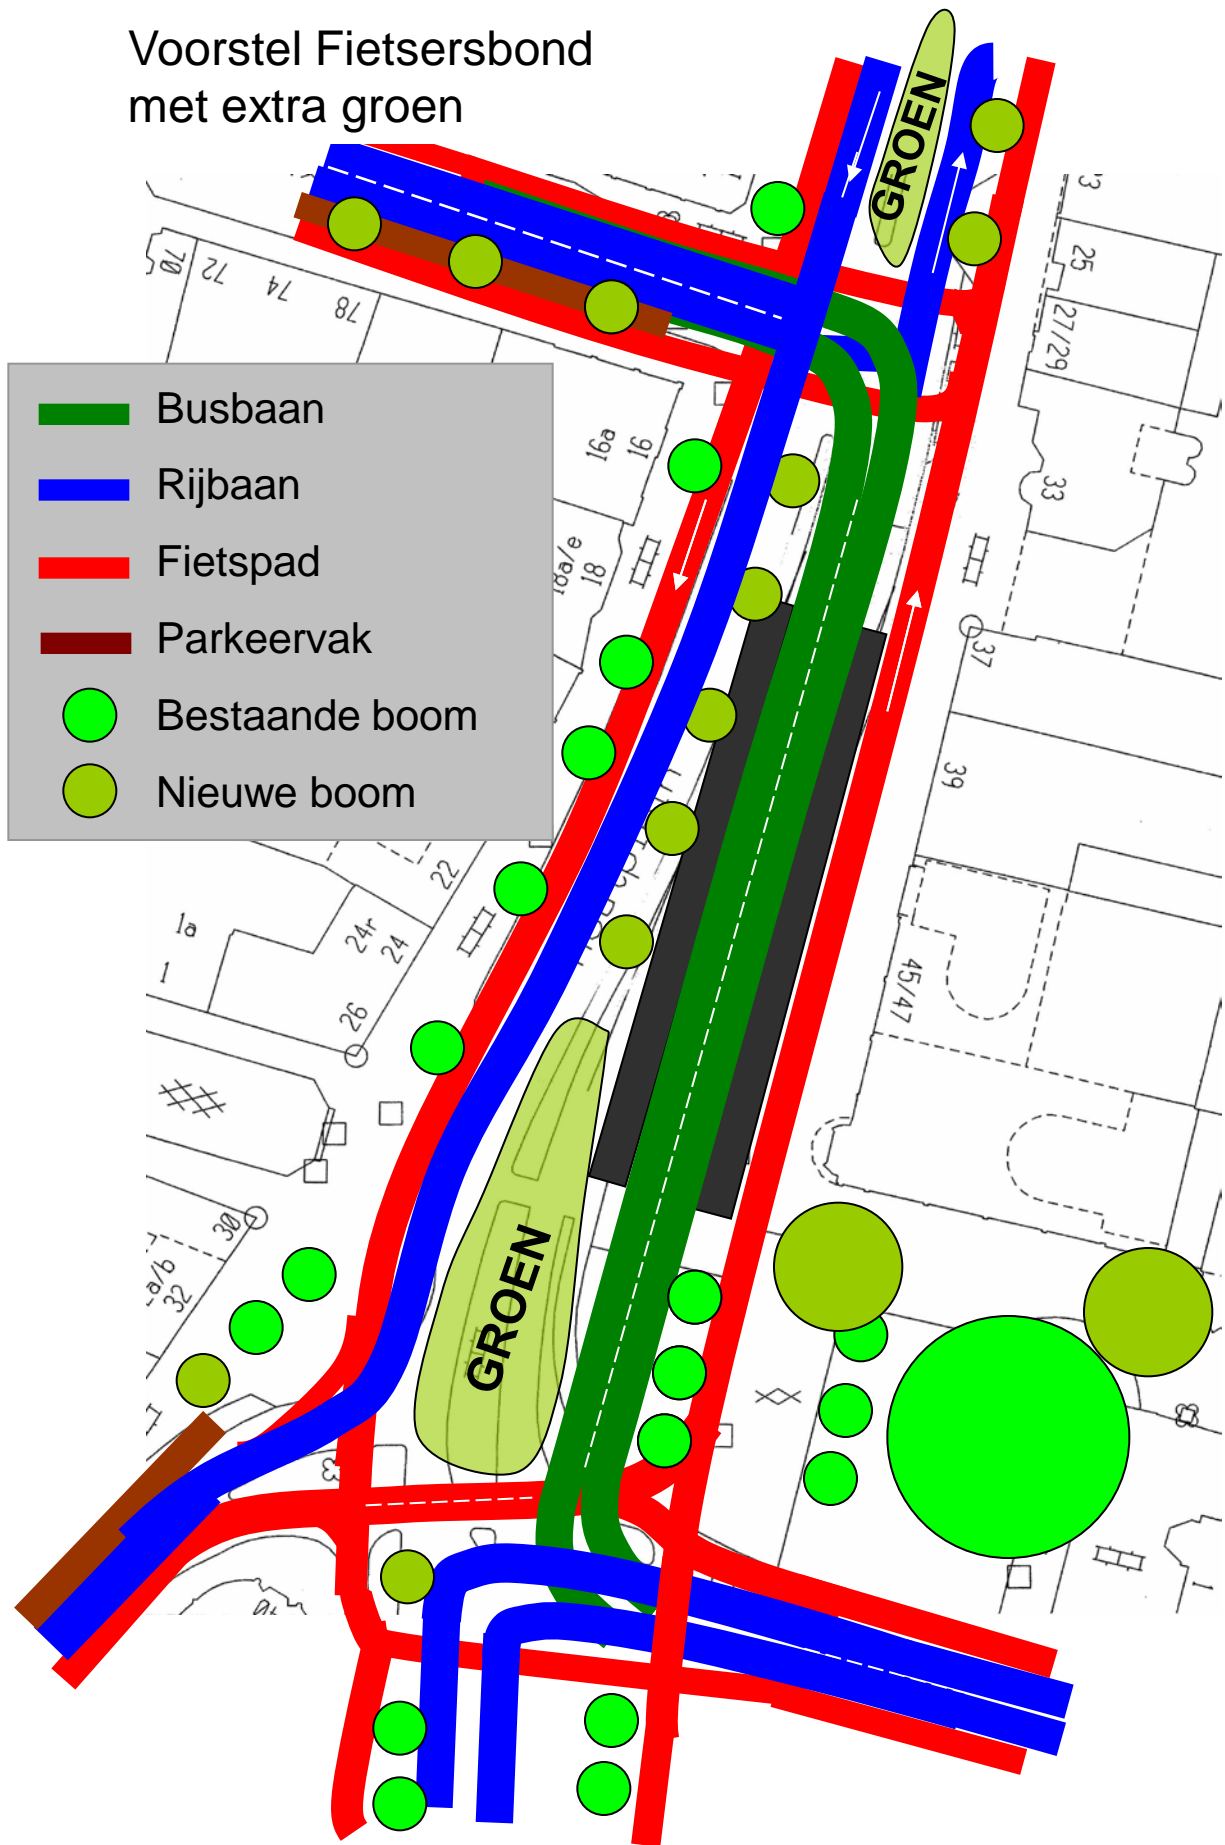 Voorstel Fietsersbond
met extra groen
GROEN
70
72
74
78
25
27/29
Busbaan
Rijbaan
Fietspad
Parkeervak
Bestaande boom
Nieuwe boom
16a
16
33
18a/e
18
37
39
22
24r
24
1a
1
26
45/47
30
32
GROEN
1